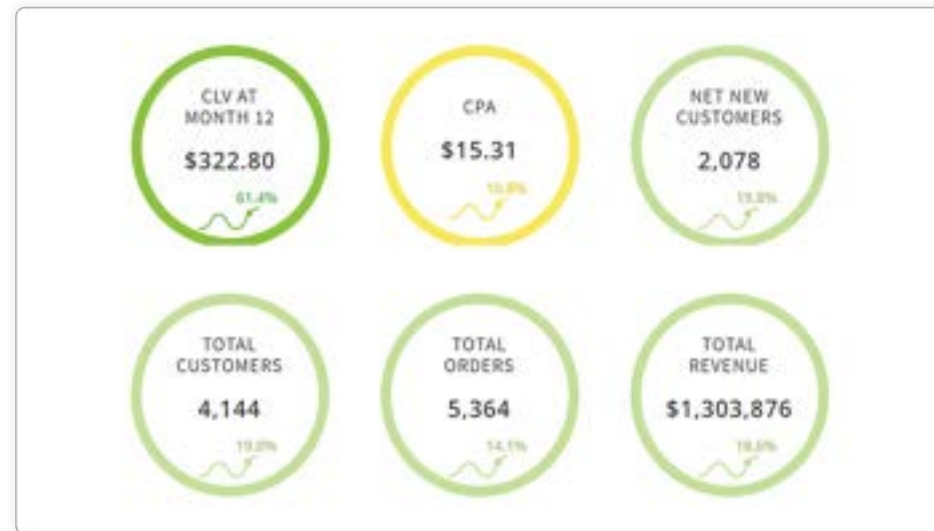 CLV AT
MONTH 12
$322.80
61.4%
CPA
$15.31
NET NEW
CUSTOMERS
2,078
TOTAL
CUSTOMERS
4,144
TOTAL
ORDERS
5,364
14.1%
TOTAL
REVENUE
$1,303,876